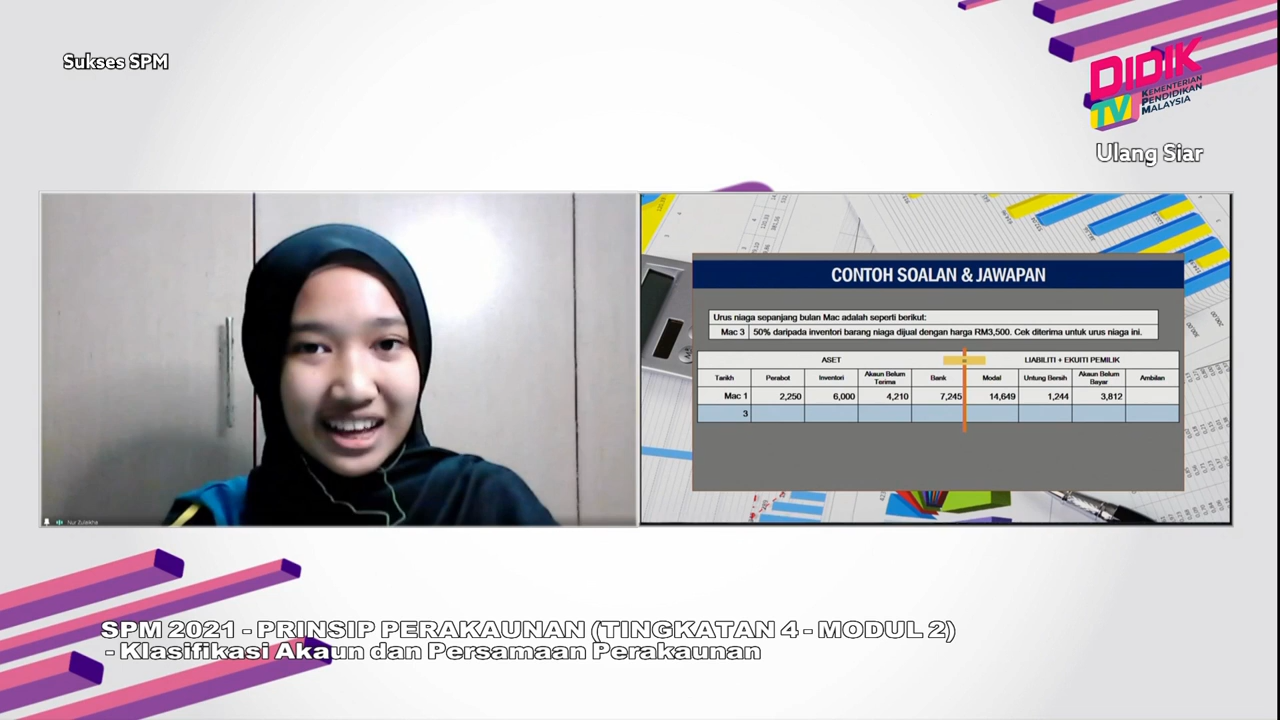 Sukses SPM
DIDIK
TV
KEMENTERIAN
PENDIDIKAN
MALAYSIA
Ulang Siar
CONTOH SOALAN & JAWAPAN
Urus niaga sepanjang bulan Mac adalah seperti berikut:
Mac 3 50% daripada inventori barang niaga dijual dengan harga RM3,500. Cek diterima untuk urus niaga ini.
ASET = LIABILITI + EKUITI PEMILIK
Tarikh Perabot Inventori Akaun Belum Terima Bank Modal Untung Bersih Akaun Belum Bayar Ambilan
Mac 1 2,250 6,000 4,210 7,245 14,649 1,244 3,812
3
Nur Zuleikha
SPM 2021 - PRINSIP PERAKAUNAN (TINGKATAN 4 - MODUL 2)
- Klasifikasi Akaun dan Persamaan Perakaunan